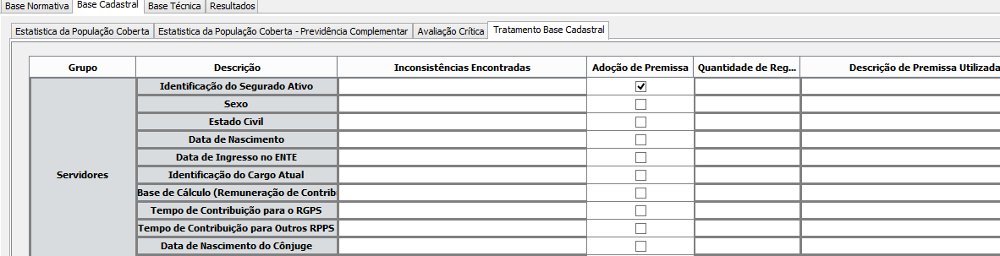 Base Normativa Base Cadastral Base Técnica Resultados
Estatistica da População Coberta Estatistica da População Coberta - Previdência Complementar Avaliação Crítica Tratamento Base Cadastral
Grupo Descrição Inconsistências Encontradas Adoção de Premissa Quantidade de Reg... Descrição de Premissa Utilizada
Identificação do Segurado Ativo
Sexo
Estado Civil
Data de Nascimento
Data de Ingresso no ENTE
Servidores Identificação do Cargo Atual
Base de Cálculo (Remuneração de Contrib
Tempo de Contribuição para o RGPS
Tempo de Contribuição para Outros RPPS
Data de Nascimento do Cônjuge